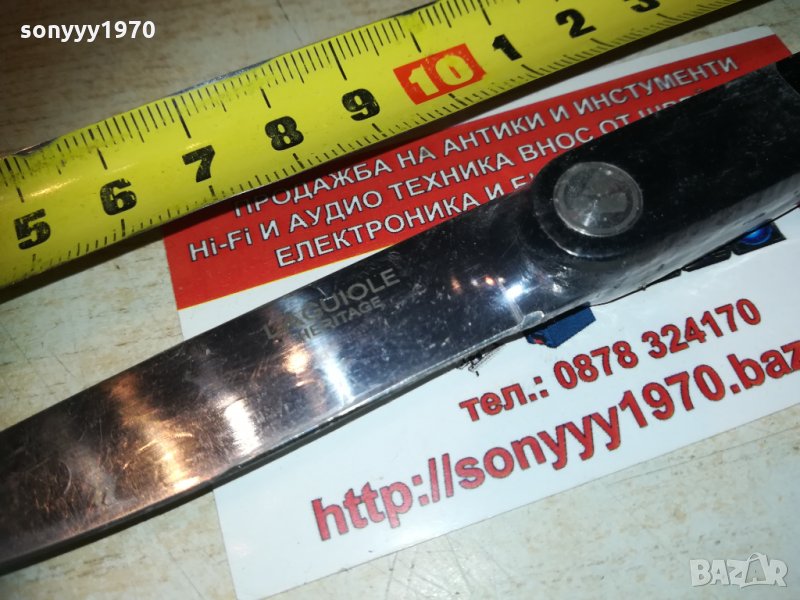 sonyyy1970
5 6 7 8 9 10 1 2 3
ПРОДАЖБА НА АНТИКИ И ИНСТУМЕНТИ
Hi-Fi И АУДИО ТЕХНИКА ВНОС ОТ
ЕЛЕКТРОНИКА И
LAGUIOLE
HERITAGE
тел.: 0878 324170
http://sonyyy1970.baz
BAZAR